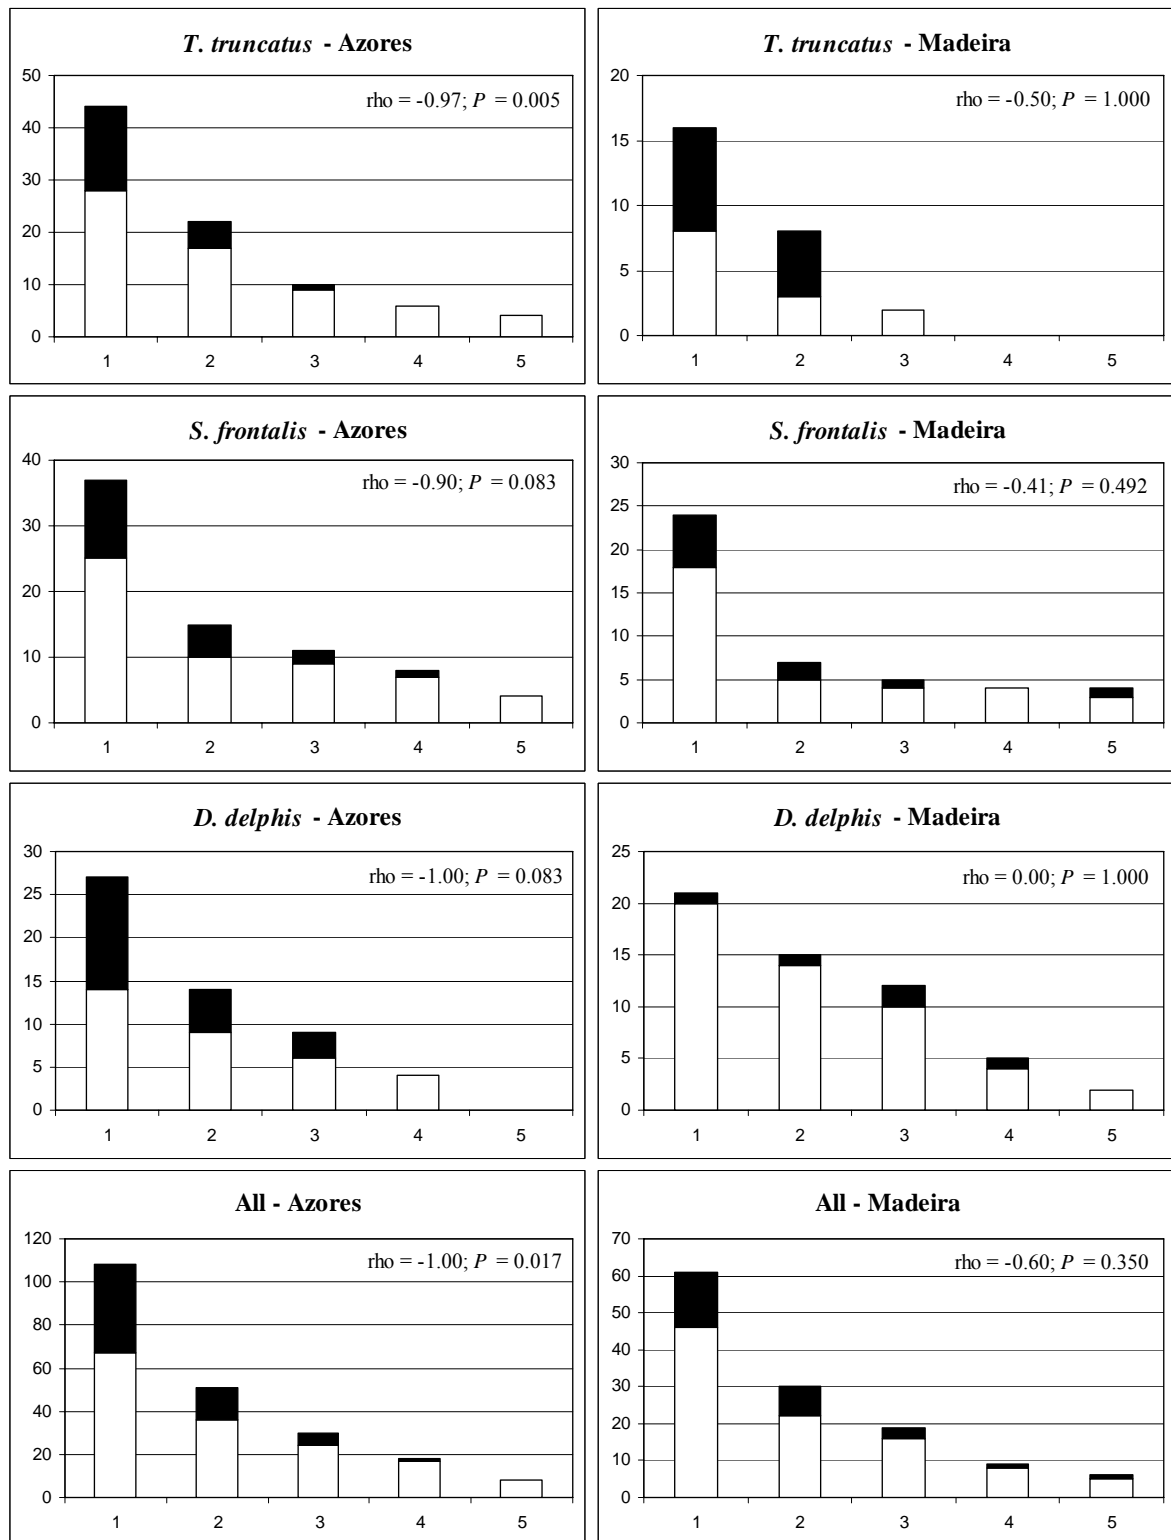 T. truncatus - Azores
rho = -0.97; P = 0.005
50
40
30
20
10
0
1 2 3 4 5
T. truncatus - Madeira
rho = -0.50; P = 1.000
20
15
10
5
0
1 2 3 4 5
S. frontalis - Azores
rho = -0.90; P = 0.083
40
30
20
10
0
1 2 3 4 5
S. frontalis - Madeira
rho = -0.41; P = 0.492
30
25
20
15
10
5
0
1 2 3 4 5
D. delphis - Azores
rho = -1.00; P = 0.083
30
25
20
15
10
5
0
1 2 3 4 5
D. delphis - Madeira
rho = 0.00; P = 1.000
25
20
15
10
5
0
1 2 3 4 5
All - Azores
rho = -1.00; P = 0.017
120
100
80
60
40
20
0
1 2 3 4 5
All - Madeira
rho = -0.60; P = 0.350
70
60
50
40
30
20
10
0
1 2 3 4 5